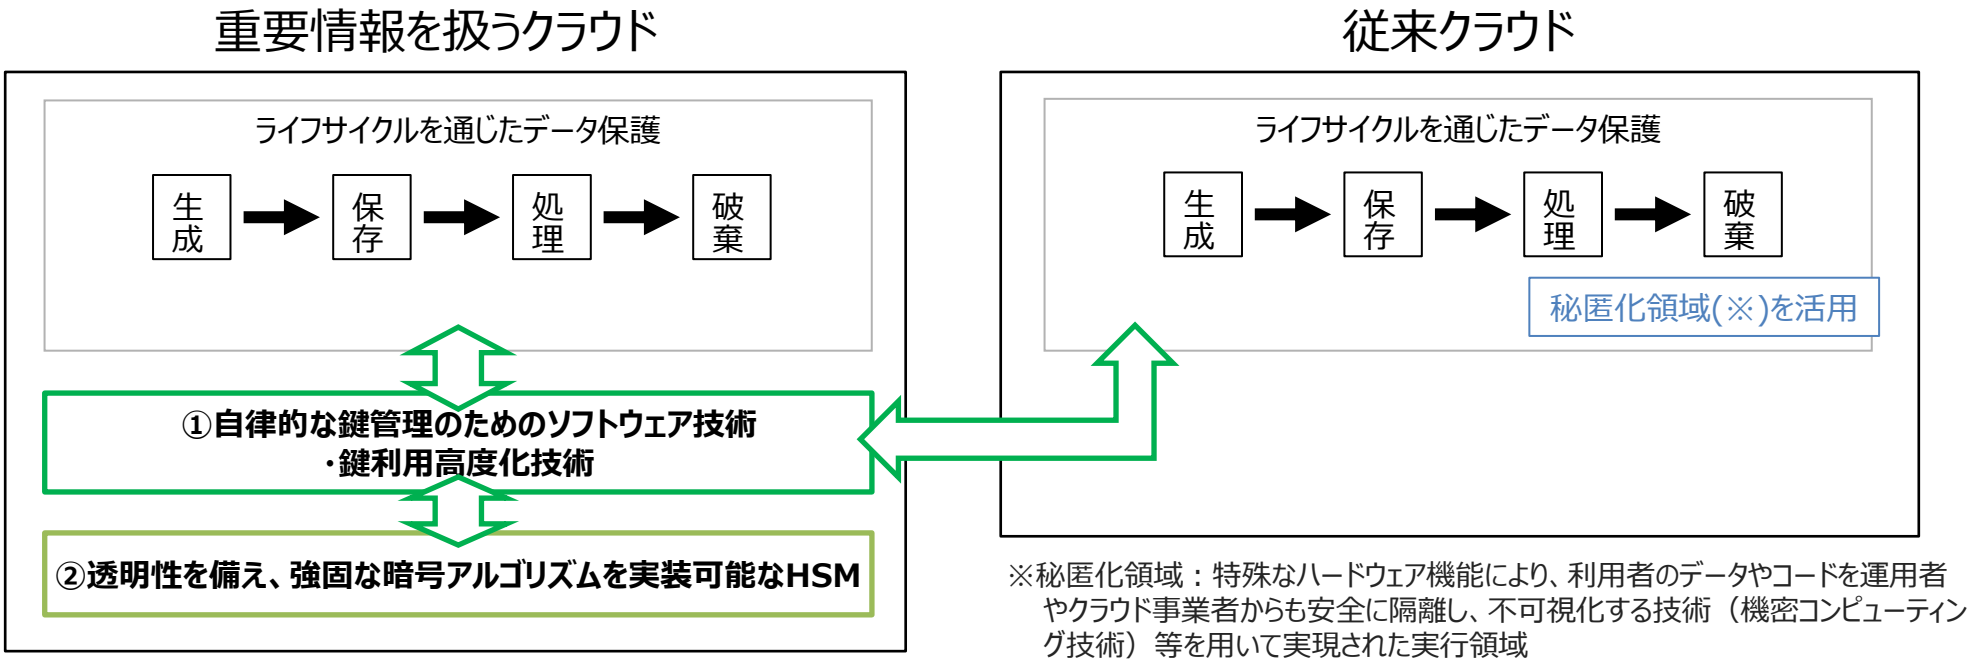 重要情報を扱うクラウド
ライフサイクルを通じたデータ保護
生成
保存
処理
破棄
①自律的な鍵管理のためのソフトウェア技術
・鍵利用高度化技術
②透明性を備え、強固な暗号アルゴリズムを実装可能なHSM
従来クラウド
ライフサイクルを通じたデータ保護
生成
保存
処理
破棄
秘匿化領域(※)を活用
※秘匿化領域：特殊なハードウェア機能により、利用者のデータやコードを運用者
やクラウド事業者からも安全に隔離し、不可視化する技術（機密コンピューティン
グ技術）等を用いて実現された実行領域